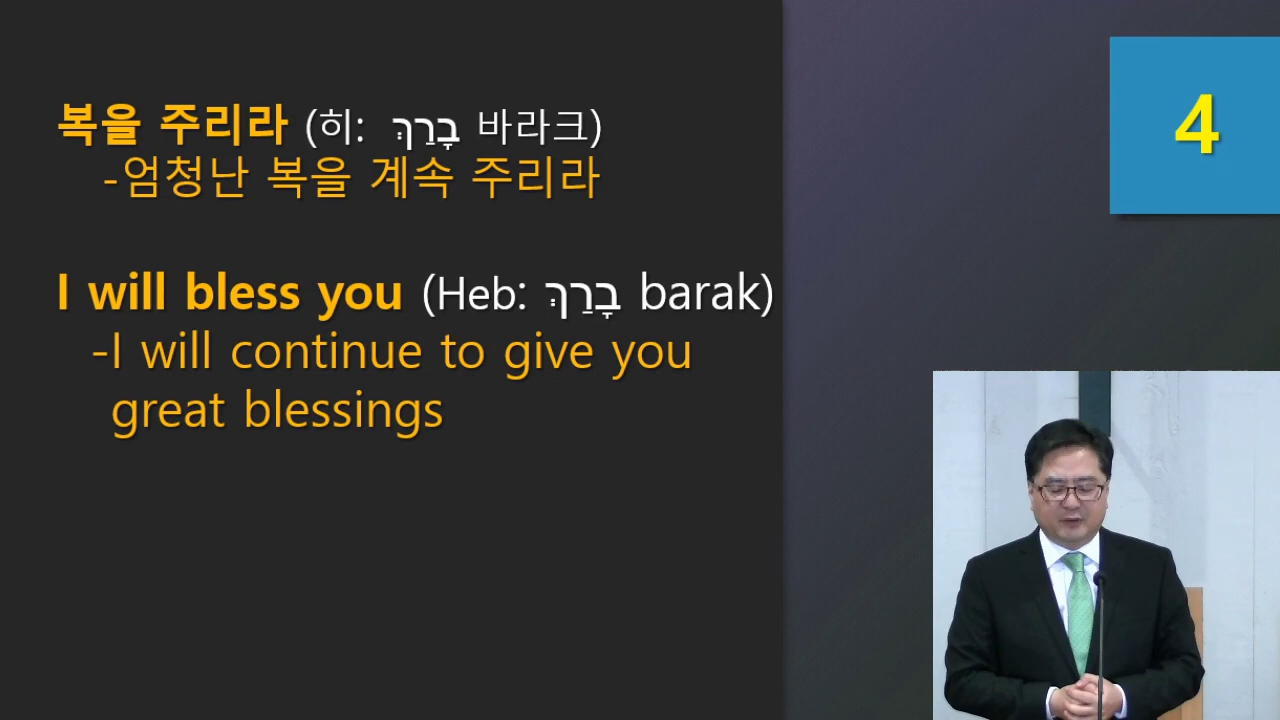 복을 주리라 (히: בָרַךְ 바라크)
-엄청난 복을 계속 주리라
I will bless you (Heb: בָרַךְ barak)
-I will continue to give you
great blessings
4